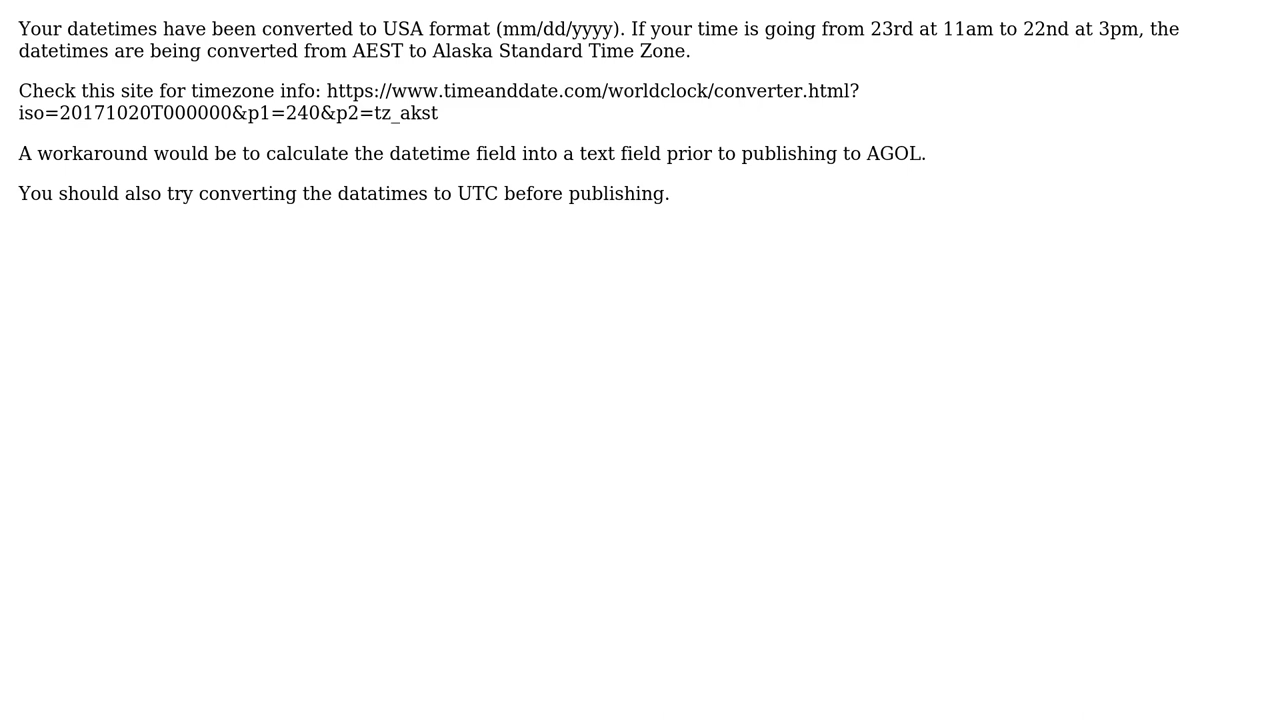 Your datetimes have been converted to USA format (mm/dd/yyyy). If your time is going from 23rd at 11am to 22nd at 3pm, the
datetimes are being converted from AEST to Alaska Standard Time Zone.
Check this site for timezone info: https://www.timeanddate.com/worldclock/converter.html?
iso=20171020T000000&p1=240&p2=tz_akst
A workaround would be to calculate the datetime field into a text field prior to publishing to AGOL.
You should also try converting the datatimes to UTC before publishing.